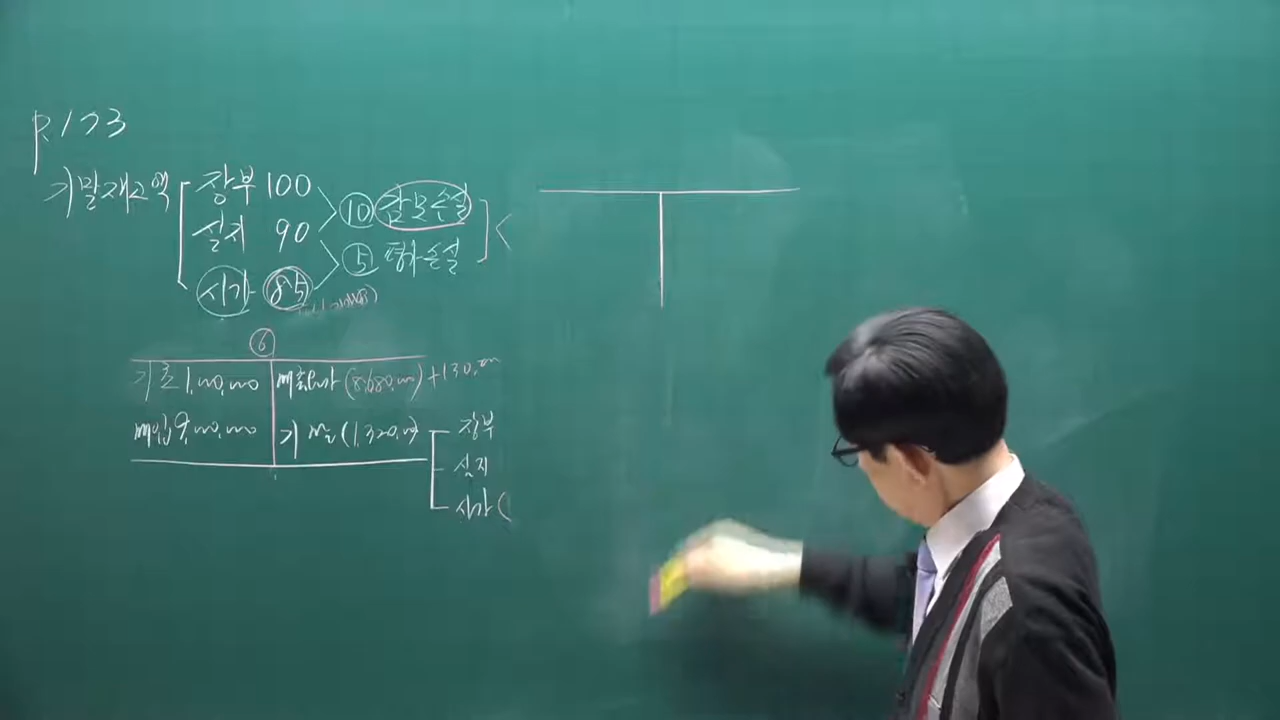 P.173
기말재고액 장부 100 ⑩ 감모손실
실지 90
시가 85 ⑤ 평가손실
⑥
기초 1,000,000 매출원가 (8,680,000) + 130,000
매입 9,000,000 기말 (1,320,000) 장부
실지
시가 (